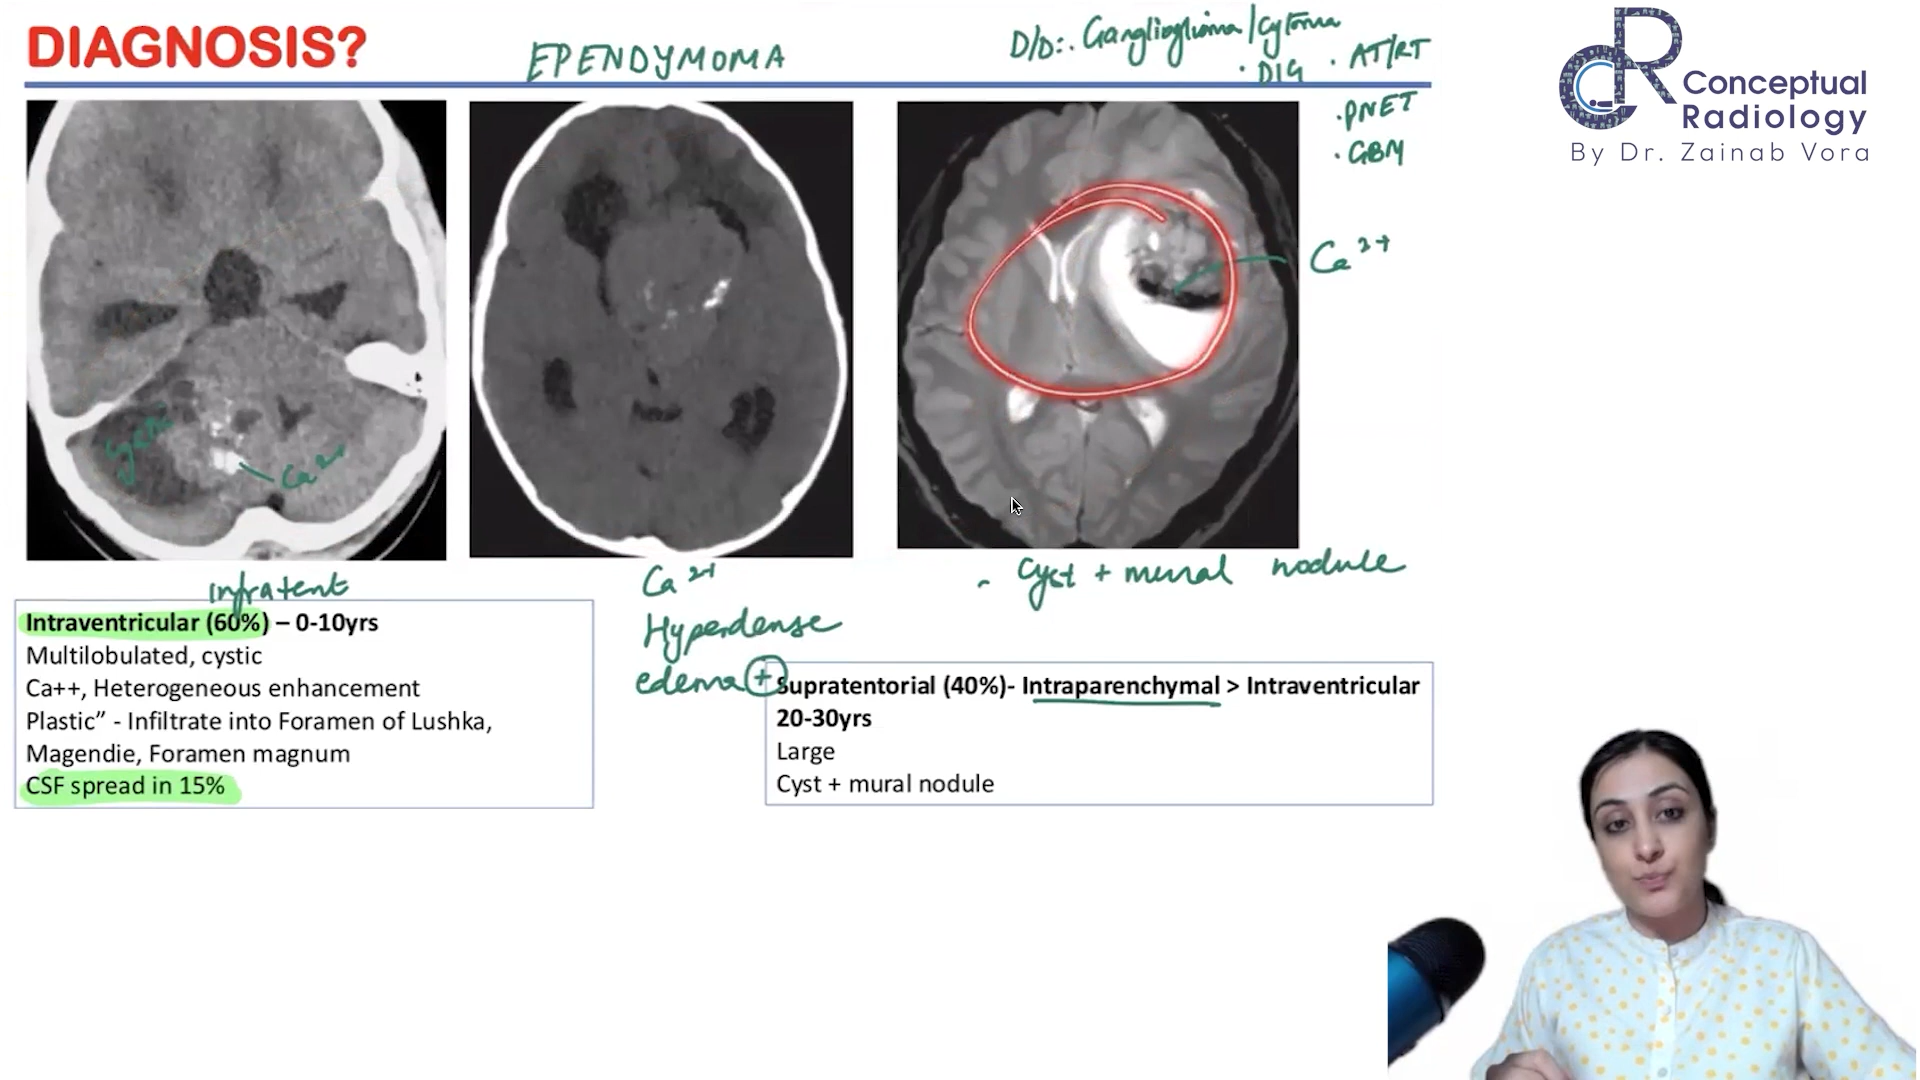 DIAGNOSIS?
EPENDYMOMA
D/D:. Ganglioglioma/Cytoma
· DIG · AT/RT
· PNET
· GBM
Conceptual
Radiology
By Dr. Zainab Vora
Cystic
Ca²⁺
Ca²⁺
Infratent
Ca²⁺
Hyperdense
edema +
- Cyst + mural nodule
Intraventricular (60%) – 0-10yrs
Multilobulated, cystic
Ca++, Heterogeneous enhancement
Plastic” - Infiltrate into Foramen of Lushka,
Magendie, Foramen magnum
CSF spread in 15%
Supratentorial (40%)- Intraparenchymal > Intraventricular
20-30yrs
Large
Cyst + mural nodule